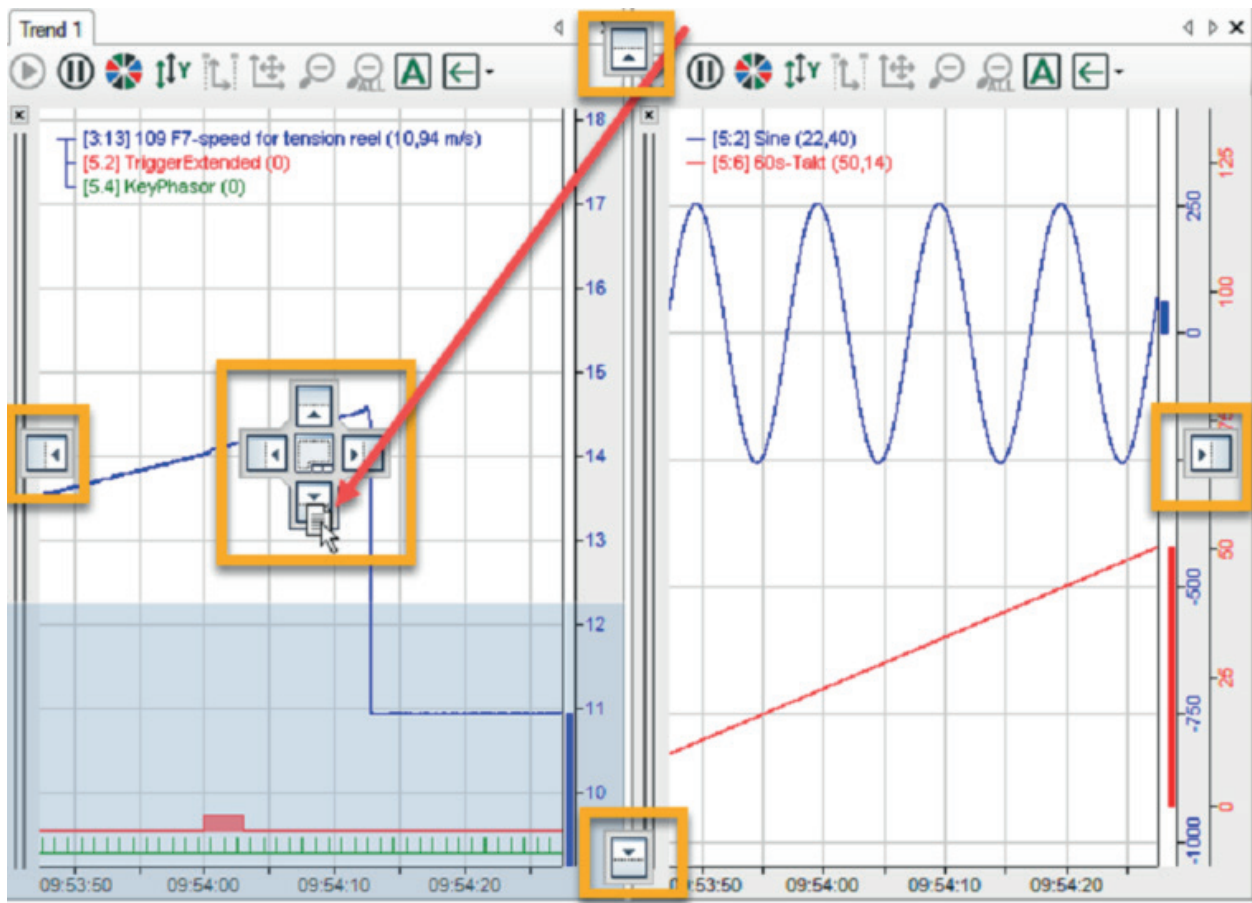 Trend 1
Y
ALL
A
Y
ALL
A
[3:13] 109 F7-speed for tension reel (10,94 m/s)
[5.2] TriggerExtended (0)
[5.4] KeyPhasor (0)
18
17
16
15
14
13
12
11
10
09:53:50 09:54:00 09:54:10 09:54:20
[5:2] Sine (22,40)
[5:6] 60s-Takt (50,14)
250
0
-500
-750
-1000
125
100
50
25
0
09:54:00 09:54:10 09:54:20